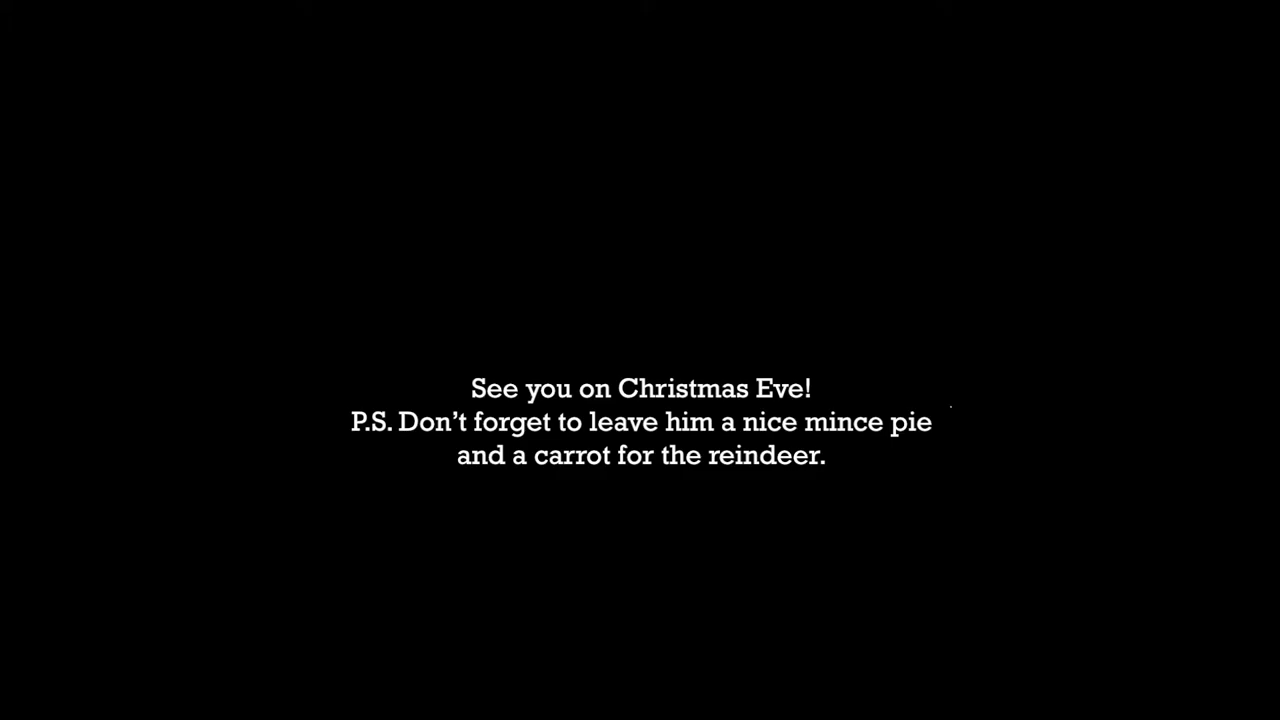 See you on Christmas Eve!
P.S. Don’t forget to leave him a nice mince pie
and a carrot for the reindeer.